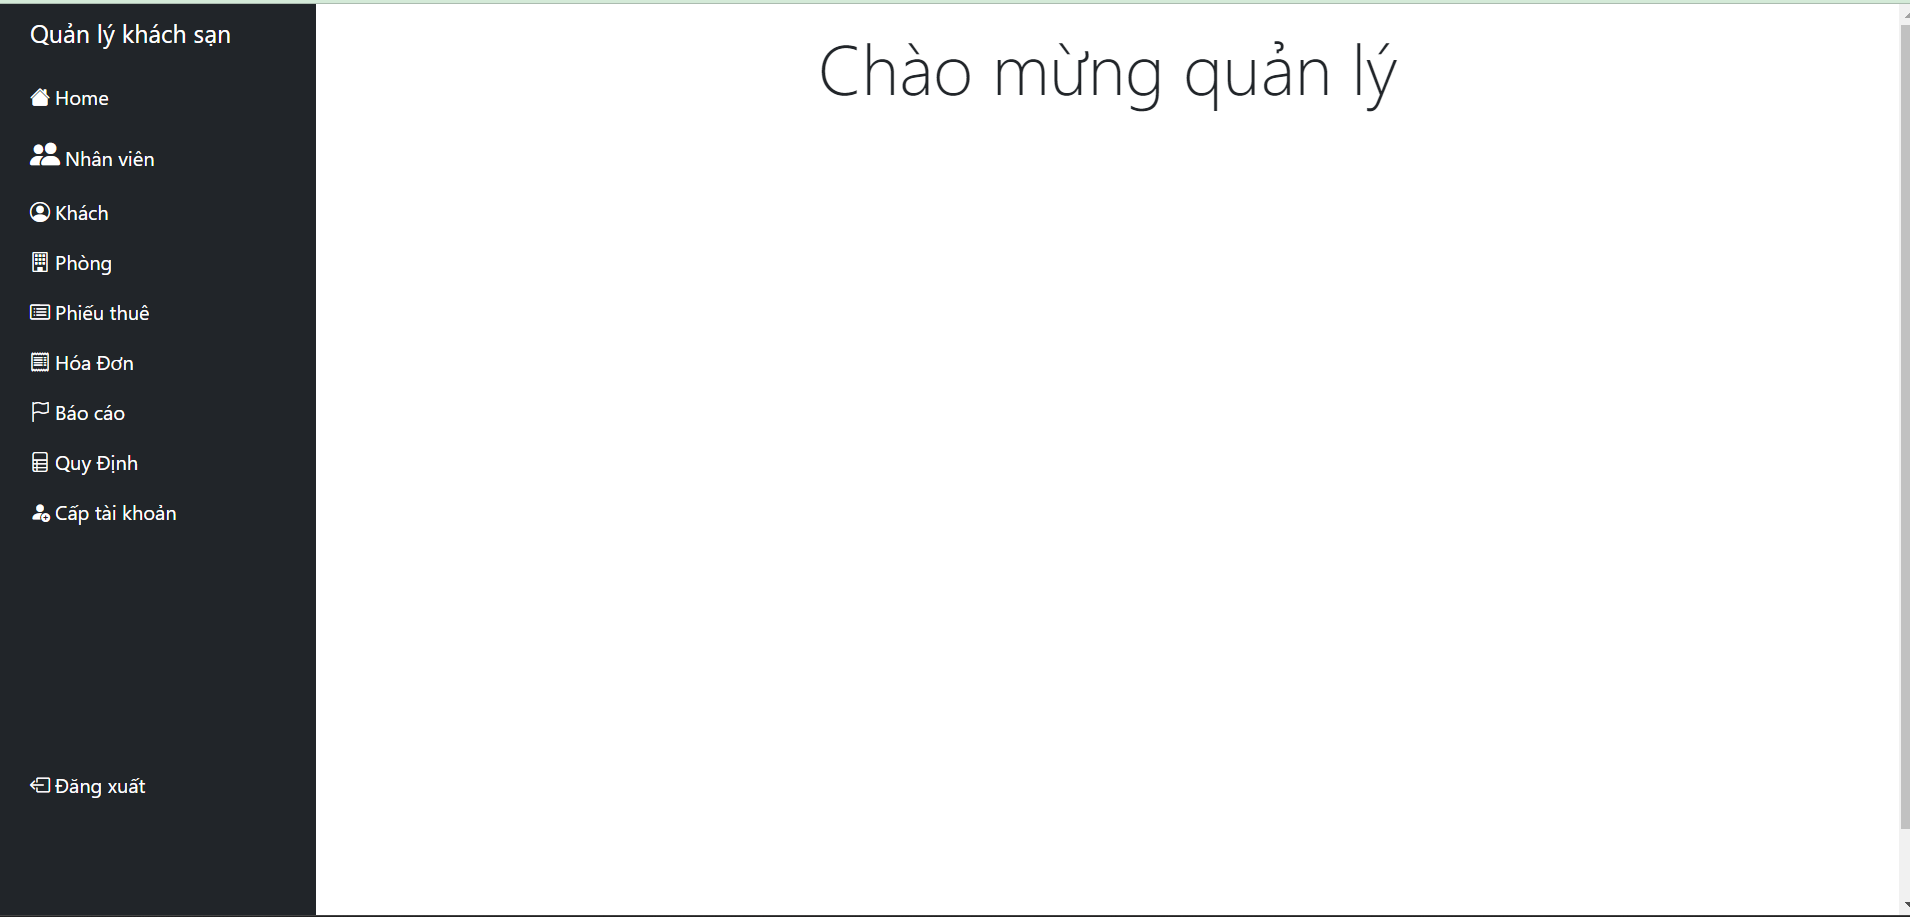 Quản lý khách sạn
Home
Nhân viên
Khách
Phòng
Phiếu thuê
Hóa Đơn
Báo cáo
Quy Định
Cấp tài khoản
Đăng xuất
Chào mừng quản lý